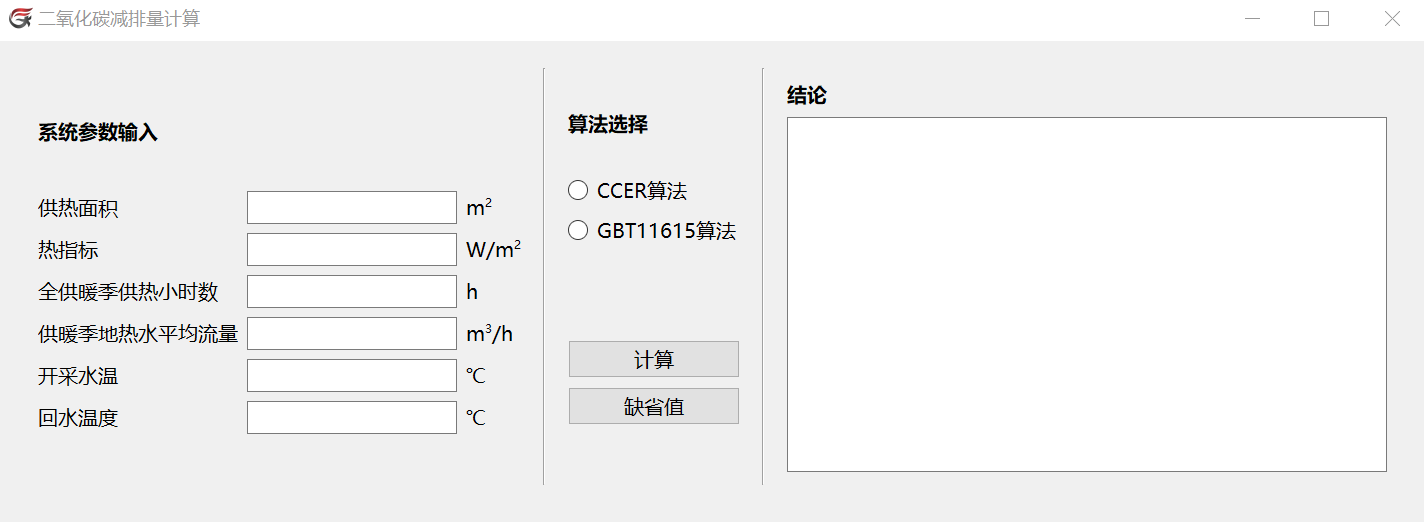 二氧化碳减排量计算
系统参数输入
供热面积 m²
热指标 W/m²
全供暖季供热小时数 h
供暖季地热水平均流量 m³/h
开采水温 ℃
回水温度 ℃
算法选择
CCER算法
GBT11615算法
计算
缺省值
结论